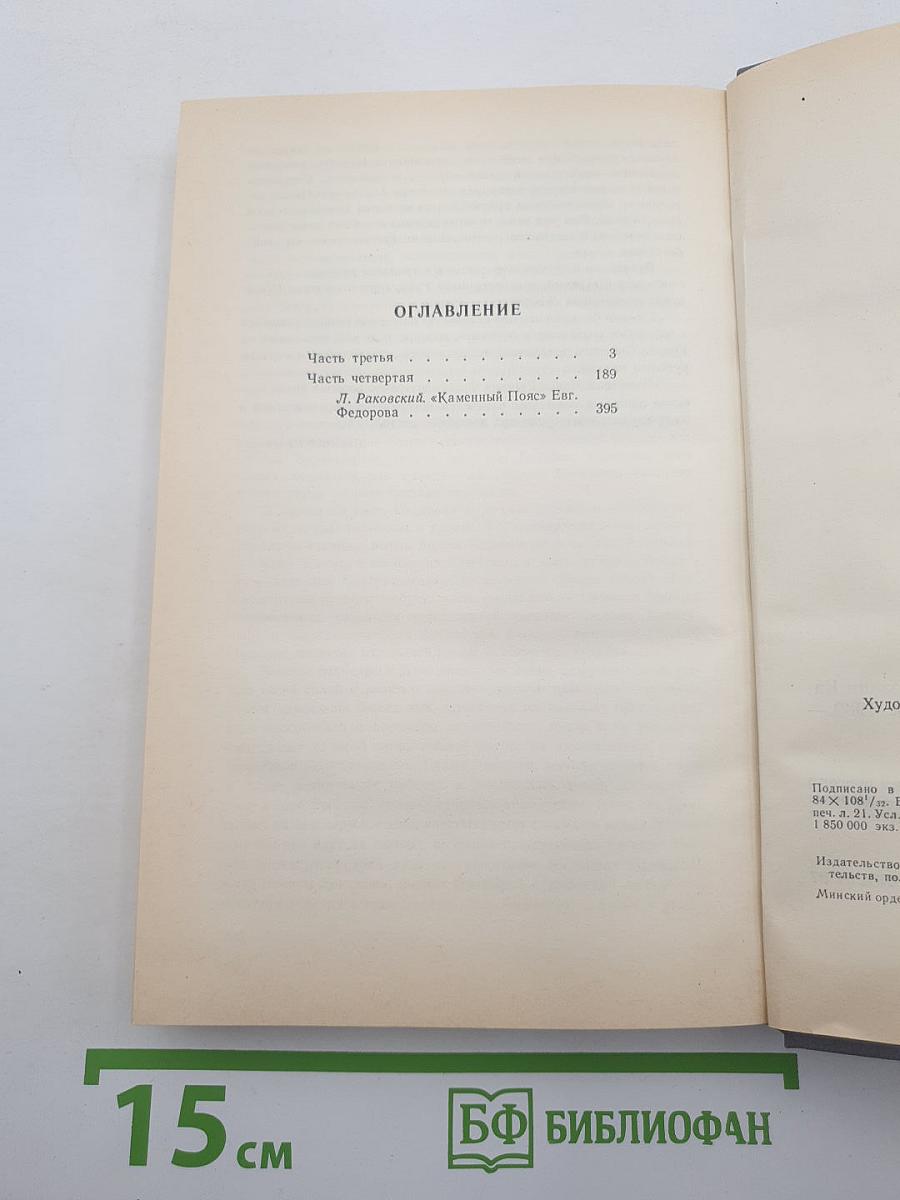 ОГЛАВЛЕНИЕ
Часть третья . . . . . . . . . . 3
Часть четвертая . . . . . . . . . 189
Л. Раковский. «Каменный Пояс» Евг.
Федорова . . . . . . . . . . 395
Худо
Подписано в
84×108¹/₃₂.
печ. л. 21. Усл.
1 850 000 экз.
Издательство
тельств, по
Минский орде
15 см
БФ БИБЛИОФАН